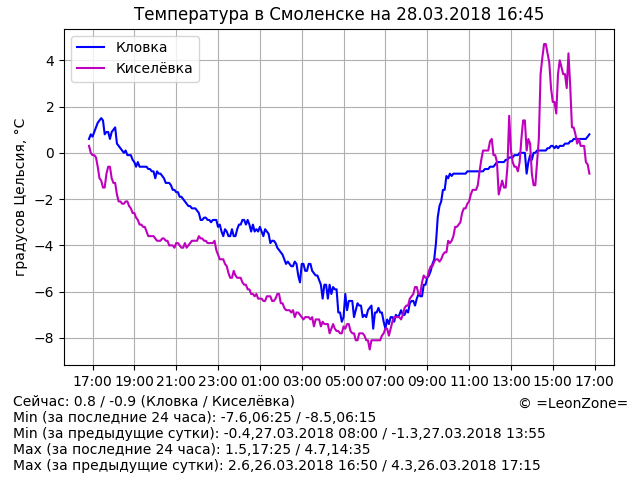 Температура в Смоленске на 28.03.2018 16:45
Кловка
Киселёвка
градусов Цельсия, °C
4
2
0
−2
−4
−6
−8
17:00 19:00 21:00 23:00 01:00 03:00 05:00 07:00 09:00 11:00 13:00 15:00 17:00
Сейчас: 0.8 / -0.9 (Кловка / Киселёвка)
© =LeonZone=
Min (за последние 24 часа): -7.6,06:25 / -8.5,06:15
Min (за предыдущие сутки): -0.4,27.03.2018 08:00 / -1.3,27.03.2018 13:55
Max (за последние 24 часа): 1.5,17:25 / 4.7,14:35
Max (за предыдущие сутки): 2.6,26.03.2018 16:50 / 4.3,26.03.2018 17:15